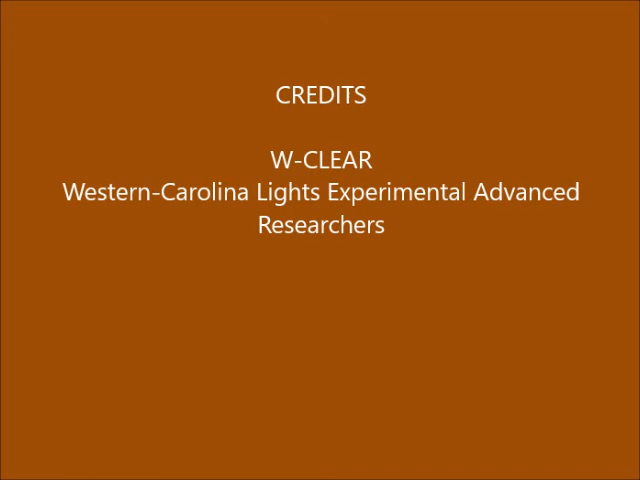 CREDITS
W-CLEAR
Western-Carolina Lights Experimental Advanced
Researchers